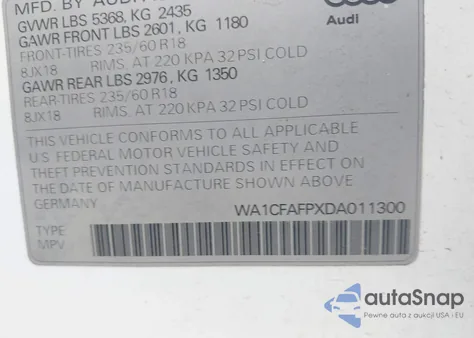 MFD. BY
GVWR LBS 5368, KG 2435
GAWR FRONT LBS 2601, KG 1180
FRONT-TIRES 235/60 R18
8JX18 RIMS, AT 220 KPA 32 PSI COLD
GAWR REAR LBS 2976, KG 1350
REAR-TIRES 235/60 R18
8JX18 RIMS, AT 220 KPA 32 PSI COLD
Audi
THIS VEHICLE CONFORMS TO ALL APPLICABLE
U.S. FEDERAL MOTOR VEHICLE SAFETY AND
THEFT PREVENTION STANDARDS IN EFFECT ON
THE DATE OF MANUFACTURE SHOWN ABOVE.
GERMANY
WA1CFAFPXDA011300
TYPE
MPV
autoSnap
Pewne auta z aukcji USA i EU